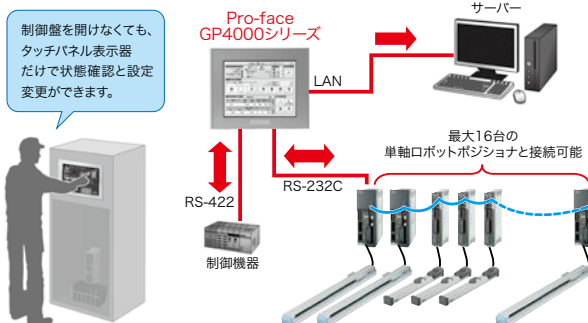 制御盤を開けなくても、
タッチパネル表示器
だけで状態確認と設定
変更ができます。
Pro-face
GP4000シリーズ
サーバー
LAN
最大16台の
単軸ロボットポジショナと接続可能
RS-422
RS-232C
制御機器